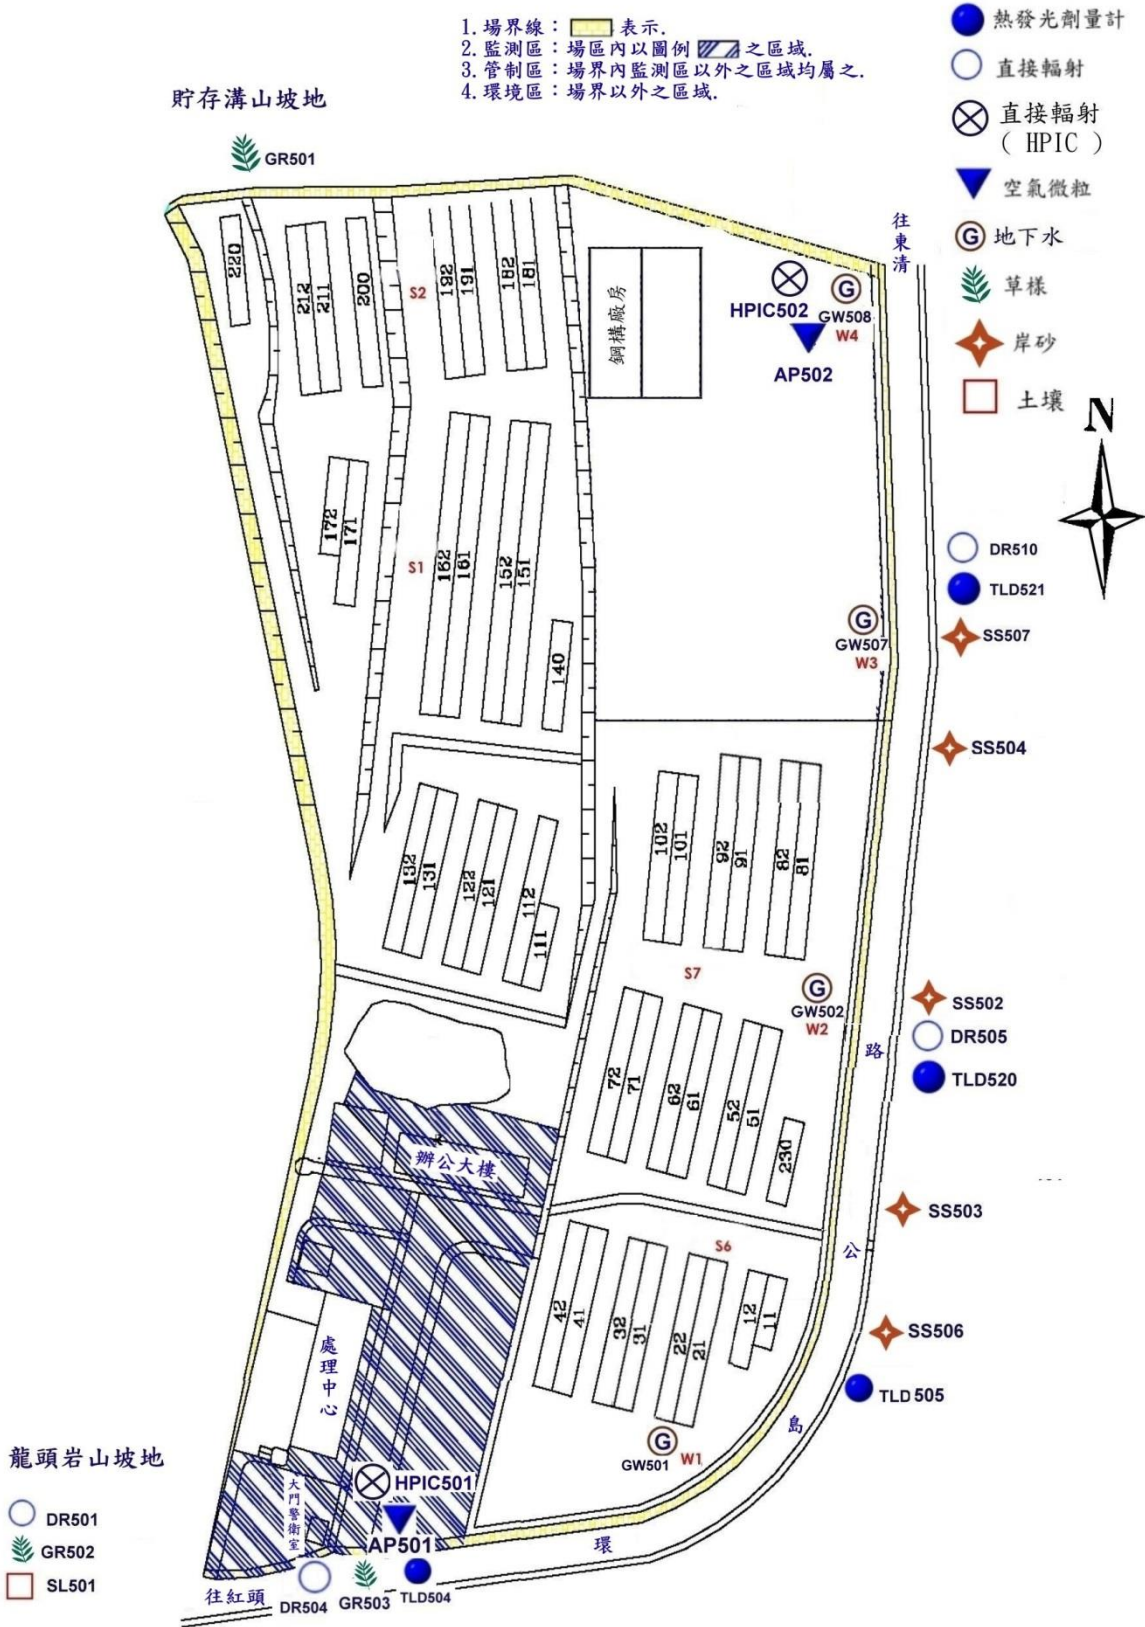 1. 場界線：表示.
2. 監測區：場區內以圖例之區域.
3. 管制區：場界內監測區以外之區域均屬之.
4. 環境區：場界以外之區域.
熱發光劑量計
直接輻射
直接輻射
( HPIC )
空氣微粒
G 地下水
草樣
岸砂
土壤
N
貯存溝山坡地
GR501
往東清
220
212
211
200
S2
192
191
182
181
鋼構廠房
HPIC502
G
GW508
W4
AP502
172
171
S1
162
161
152
151
140
G
GW507
W3
DR510
TLD521
SS507
SS504
132
131
122
121
112
111
102
101
92
91
82
81
S7
G
GW502
W2
SS502
DR505
TLD520
路
72
71
62
61
52
51
230
辦公大樓
SS503
公
S6
42
41
32
31
22
21
12
11
SS506
TLD 505
島
處理中心
G
GW501
W1
龍頭岩山坡地
DR501
GR502
SL501
大門警衛室
HPIC501
AP501
環
往紅頭
DR504
GR503
TLD504